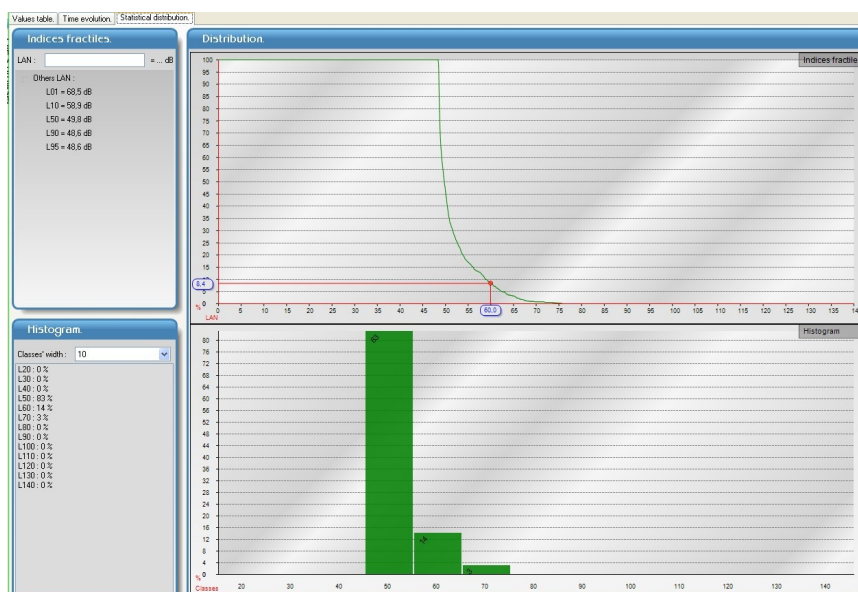 Values table. Time evolution. Statistical distribution.
Indices fractiles.
LAN : = ... dB
Others LAN :
L01 = 68,5 dB
L10 = 58,9 dB
L50 = 49,8 dB
L90 = 48,6 dB
L95 = 48,6 dB
Histogram.
Classes' width : 10
L20 : 0 %
L30 : 0 %
L40 : 0 %
L50 : 83 %
L60 : 14 %
L70 : 3 %
L80 : 0 %
L90 : 0 %
L100 : 0 %
L110 : 0 %
L120 : 0 %
L130 : 0 %
L140 : 0 %
Distribution.
Indices fractile
100
95
90
85
80
75
70
65
60
55
50
45
40
35
30
25
20
15
8,4
5
% 0
0 5 10 15 20 25 30 35 40 45 50 55 60,0 65 70 75 80 85 90 95 100 105 110 115 120 125 130 135 14
LAN
Histogram
80
76
72
68
64
60
56
52
48
44
40
36
32
28
24
20
16
12
8
4
0
83
14
3
%
Classes 20 30 40 50 60 70 80 90 100 110 120 130 140